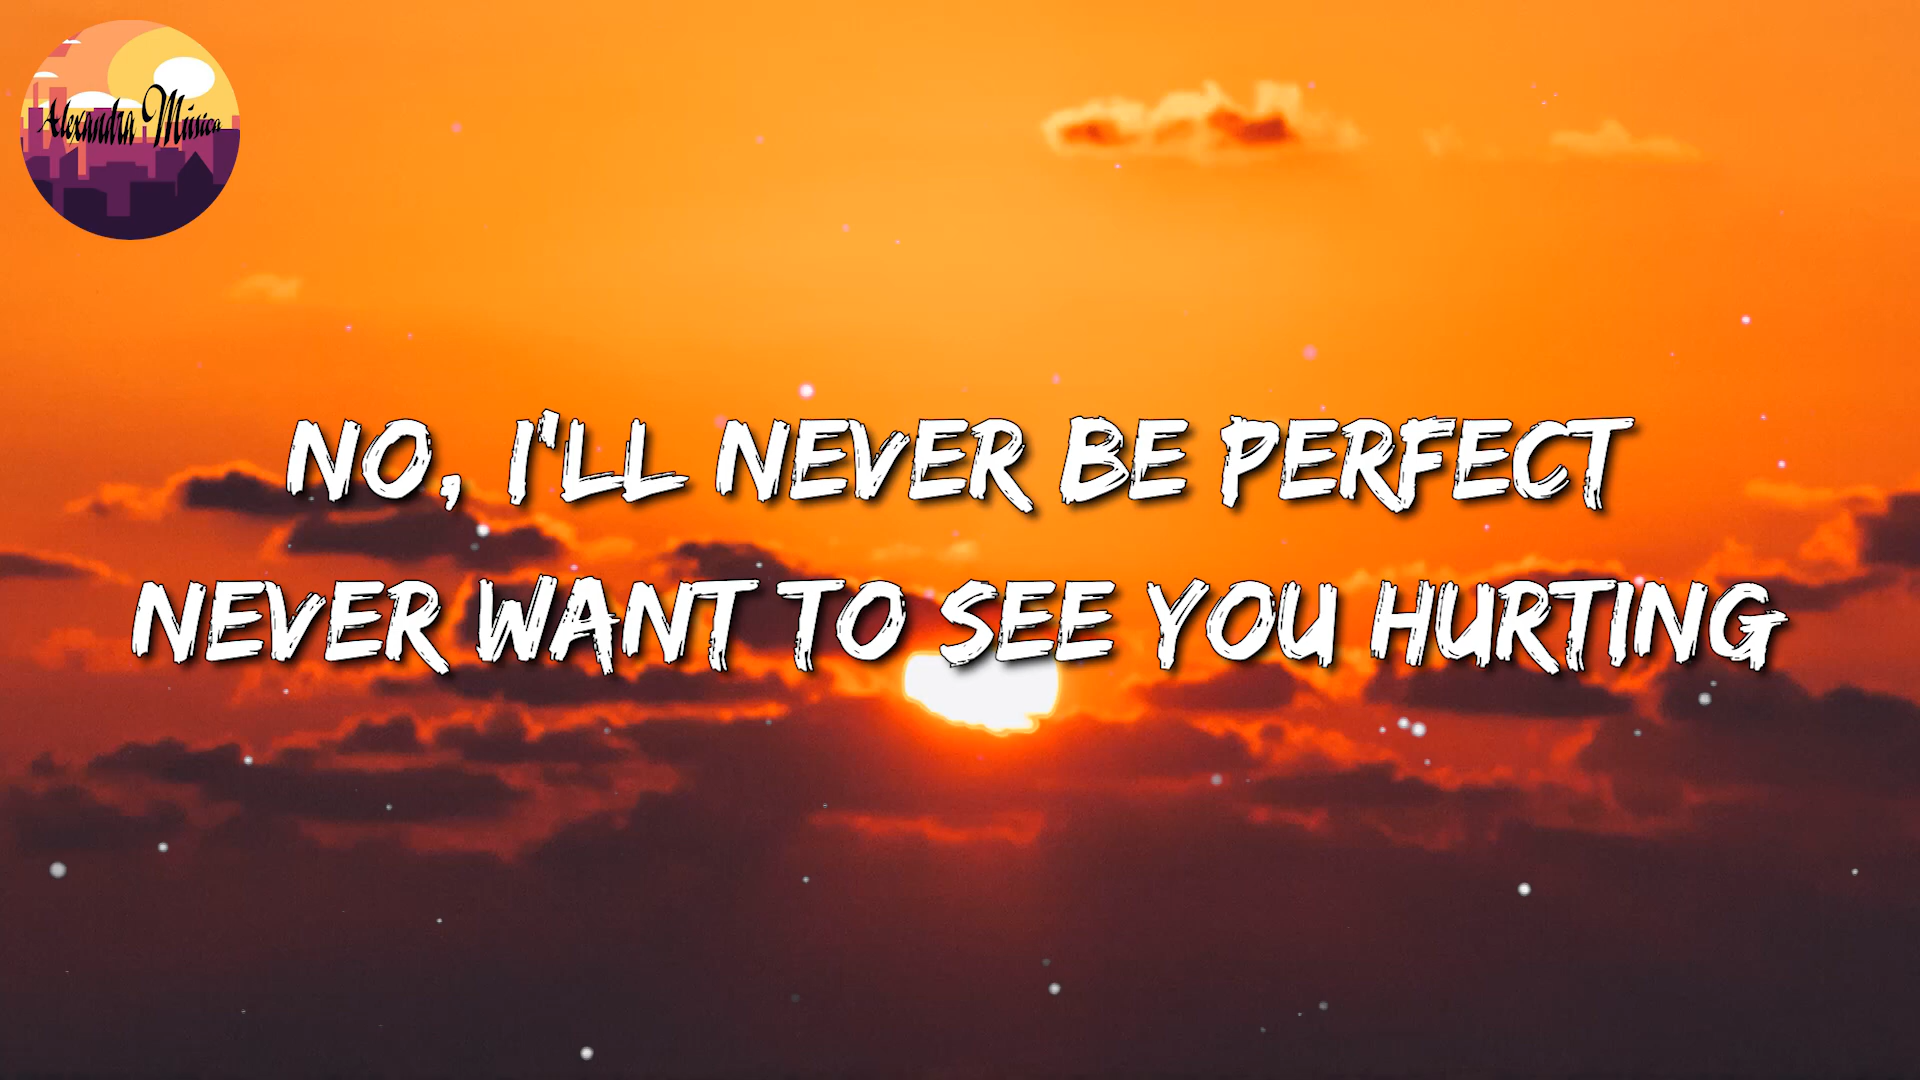 Alexandra Música
NO, I'LL NEVER BE PERFECT
NEVER WANT TO SEE YOU HURTING